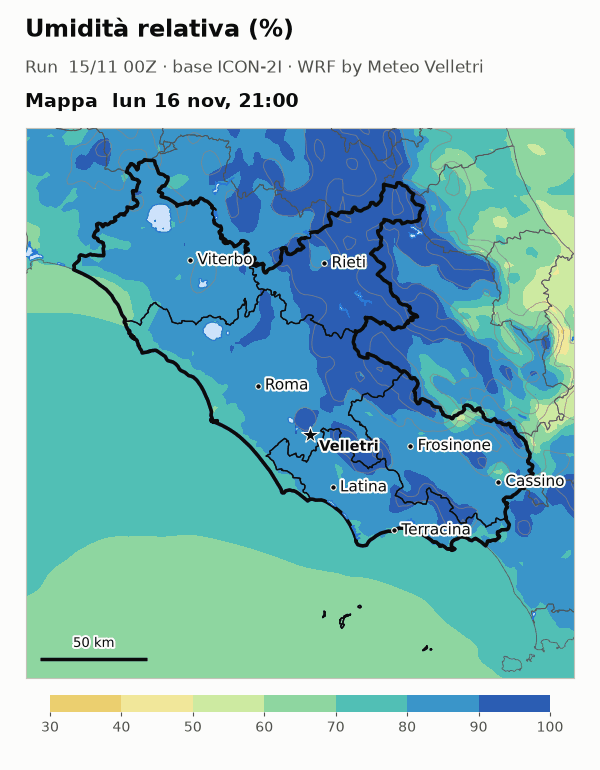 Umidità relativa (%)
Run  15/11 00Z · base ICON-2I · WRF by Meteo Velletri
Mappa  lun 16 nov, 21:00
Viterbo
Rieti
Roma
Velletri
Frosinone
Latina
Cassino
Terracina
50 km
30 40 50 60 70 80 90 100